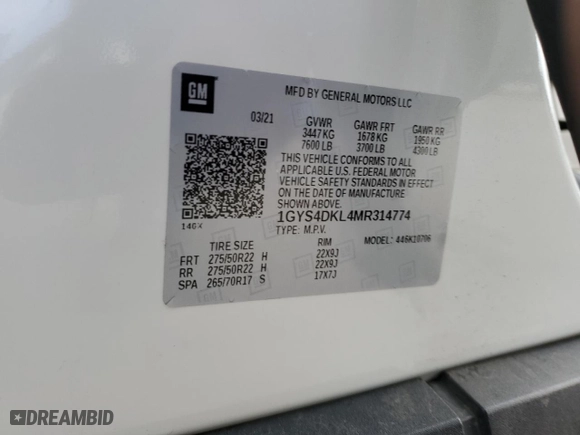 GM
MFD BY GENERAL MOTORS LLC
03/21 GVWR GAWR FRT GAWR RR
3447 KG 1678 KG 1950 KG
7600 LB 3700 LB 4300 LB
THIS VEHICLE CONFORMS TO ALL
APPLICABLE U.S. FEDERAL MOTOR
VEHICLE SAFETY STANDARDS IN EFFECT
ON THE DATE OF MANUFACTURE
SHOWN ABOVE.
1GYS4DKL4MR314774
TYPE: M.P.V. MODEL: 446K10706
TIRE SIZE RIM
FRT 275/50R22 H 22X9J
RR 275/50R22 H 22X9J
SPA 265/70R17 S 17X7J
DREAMBID